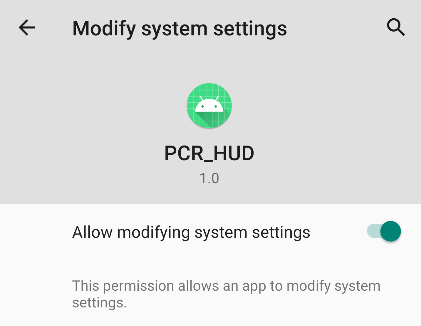 Modify system settings
PCR_HUD
1.0
Allow modifying system settings
This permission allows an app to modify system
settings.